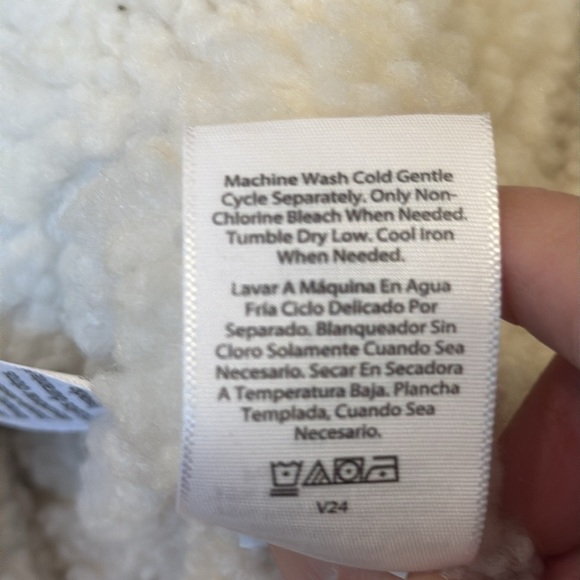 Machine Wash Cold Gentle
Cycle Separately. Only Non-
Chlorine Bleach When Needed.
Tumble Dry Low. Cool Iron
When Needed.
Lavar A Máquina En Agua
Fría Ciclo Delicado Por
Separado. Blanqueador Sin
Cloro Solamente Cuando Sea
Necesario. Secar En Secadora
A Temperatura Baja. Plancha
Templada, Cuando Sea
Necesario.
V24